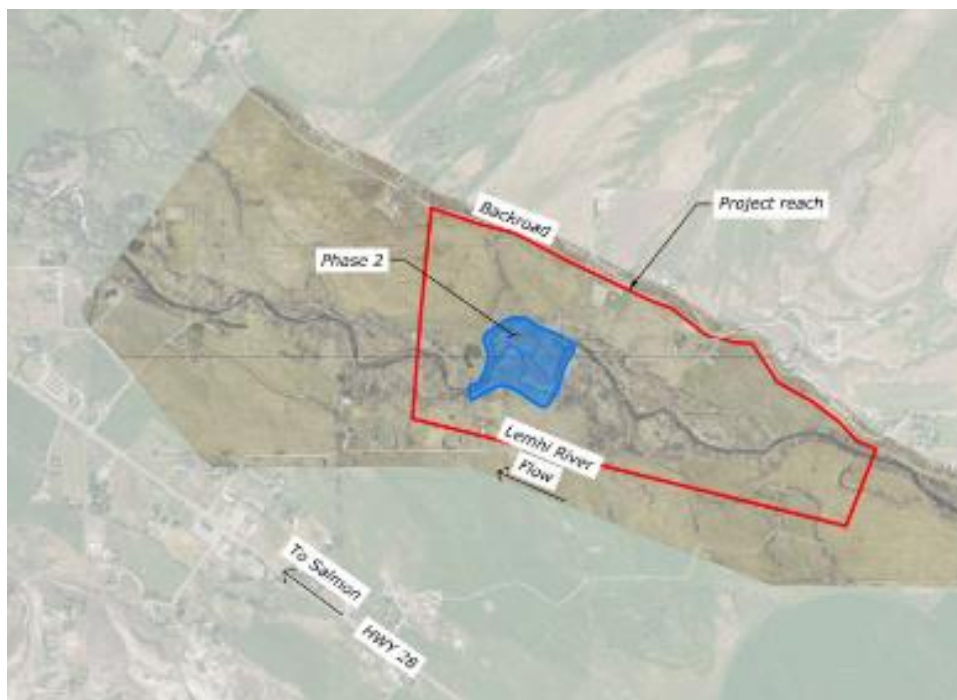 Backroad
Project reach
Phase 2
Lemhi River
Flow
To Salmon
HWY 28